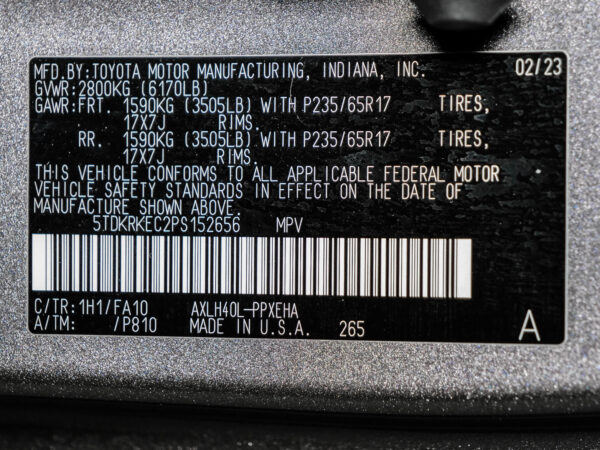 MFD.BY:TOYOTA MOTOR MANUFACTURING, INDIANA, INC. 02/23
GVWR:2800KG (6170LB)
GAWR:FRT. 1590KG (3505LB) WITH P235/65R17 TIRES,
17X7J RIMS.
RR. 1590KG (3505LB) WITH P235/65R17 TIRES,
17X7J RIMS.
THIS VEHICLE CONFORMS TO ALL APPLICABLE FEDERAL MOTOR
VEHICLE SAFETY STANDARDS IN EFFECT ON THE DATE OF
MANUFACTURE SHOWN ABOVE.
5TDKRKEC2PS152656 MPV
C/TR:1H1/FA10 AXLH40L-PPXEHA
A/TM: /P810 MADE IN U.S.A. 265 A